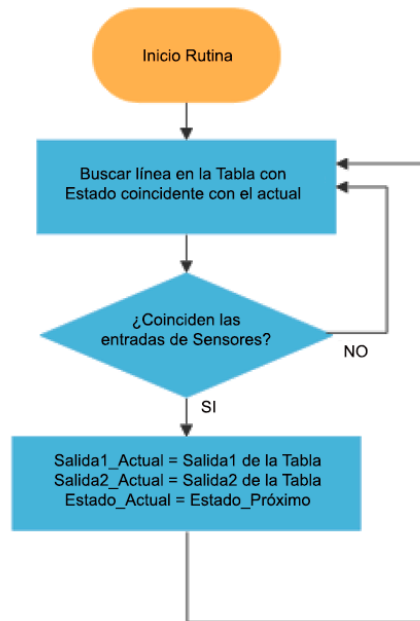 Inicio Rutina
Buscar línea en la Tabla con
Estado coincidente con el actual
¿Coinciden las
entradas de Sensores?
NO
SI
Salida1_Actual = Salida1 de la Tabla
Salida2_Actual = Salida2 de la Tabla
Estado_Actual = Estado_Próximo